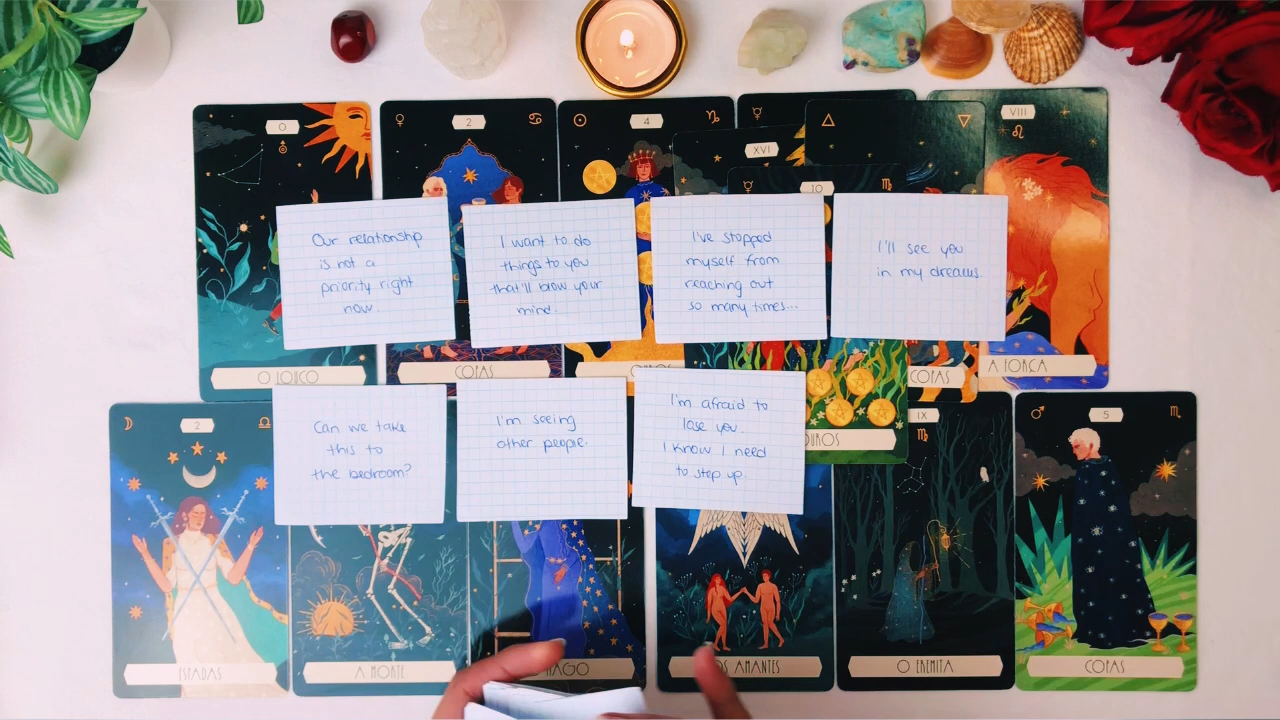 0
2
4
XVI
10
VIII
Our relationship
is not a
priority right
now.
I want to do
things to you
that'll blow your
mind.
I've stopped
myself from
reaching out
so many times...
I'll see you
in my dreams.
O LOUCO
COPAS
COPAS
A FORÇA
2
Can we take
this to
the bedroom?
I'm seeing
other people.
I'm afraid to
lose you.
I know I need
to step up.
OUROS
IX
5
ESPADAS
A MORTE
MAGO
OS AMANTES
O EREMITA
COPAS